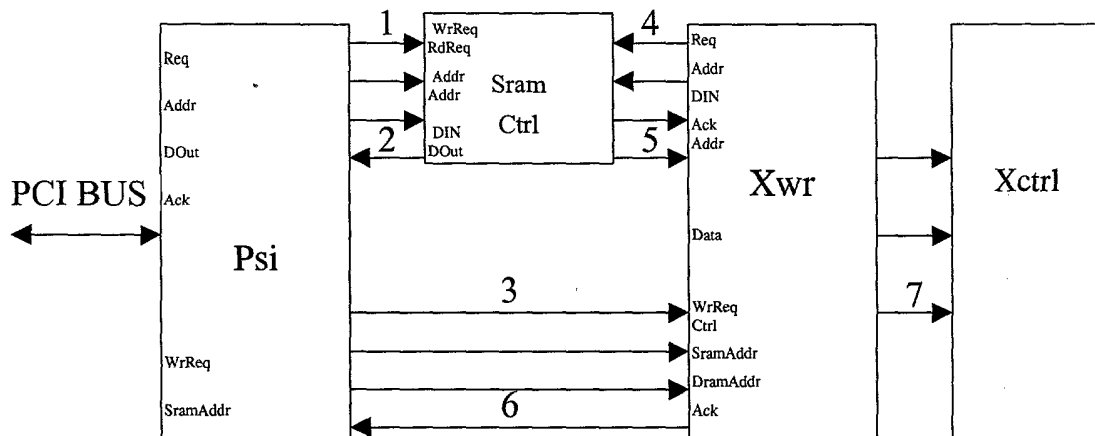 PCI BUS
Req
Addr
DOut
Ack
Psi
WrReq
SramAddr
1
2
WrReq
RdReq
Addr
Addr
DIN
DOut
Sram
Ctrl
4
5
3
6
Req
Addr
DIN
Ack
Addr
Xwr
Data
WrReq
Ctrl
SramAddr
DramAddr
Ack
7
Xctrl